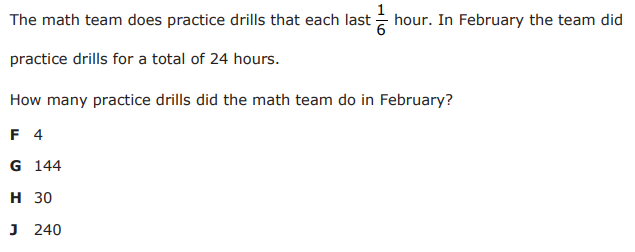 The math team does practice drills that each last 1/6 hour. In February the team did
practice drills for a total of 24 hours.
How many practice drills did the math team do in February?
F 4
G 144
H 30
J 240